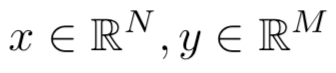 x ∈ ℝ^N, y ∈ ℝ^M